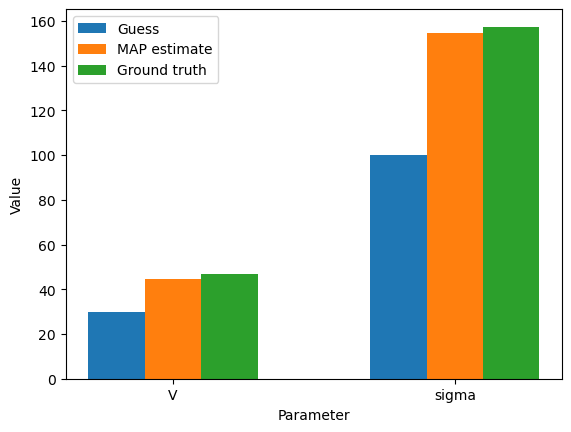 160
140
120
100
80
60
40
20
0
Value
Guess
MAP estimate
Ground truth
V
sigma
Parameter